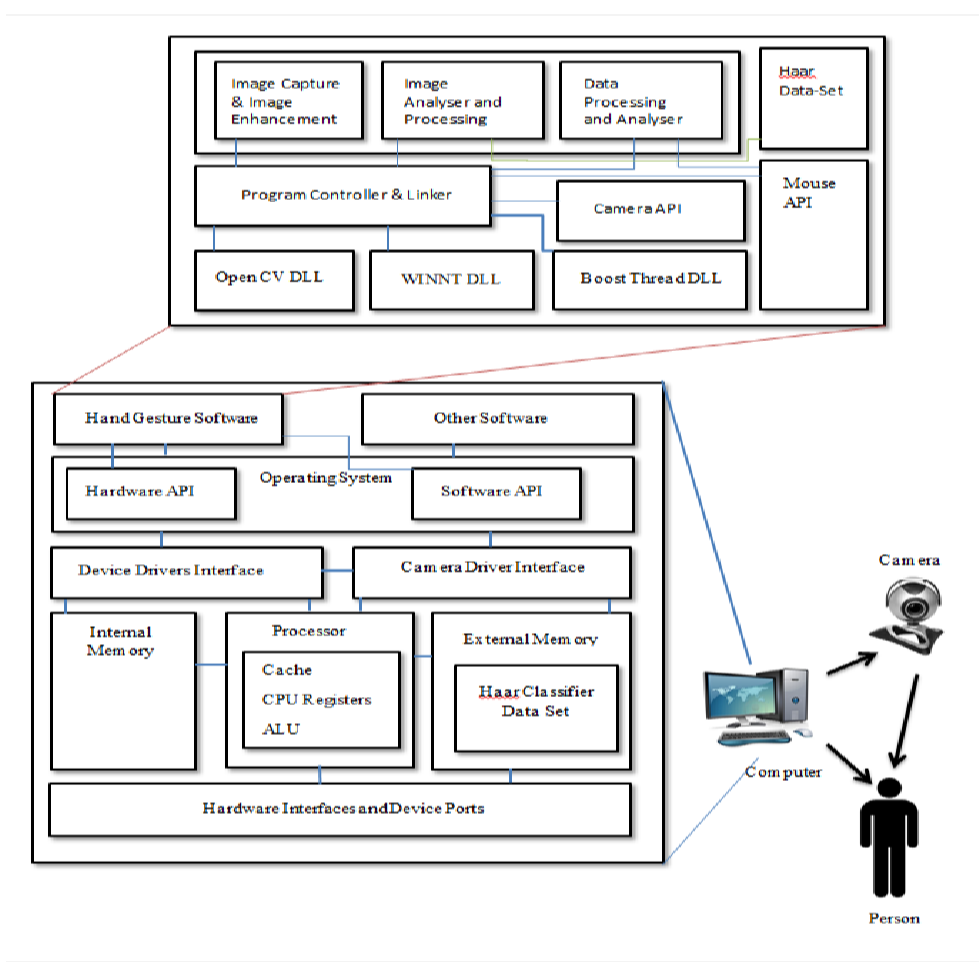 Image Capture
& Image
Enhancement
Image
Analyser and
Processing
Data
Processing
and Analyser
Haar
Data-Set
Program Controller & Linker
Camera API
Mouse
API
Open CV DLL
WINNT DLL
Boost Thread DLL
Hand Gesture Software
Other Software
Operating System
Hardware API
Software API
Device Drivers Interface
Camera Driver Interface
Internal
Memory
Processor
Cache
CPU Registers
ALU
External Memory
Haar Classifier
Data Set
Hardware Interfaces and Device Ports
Camera
Computer
Person